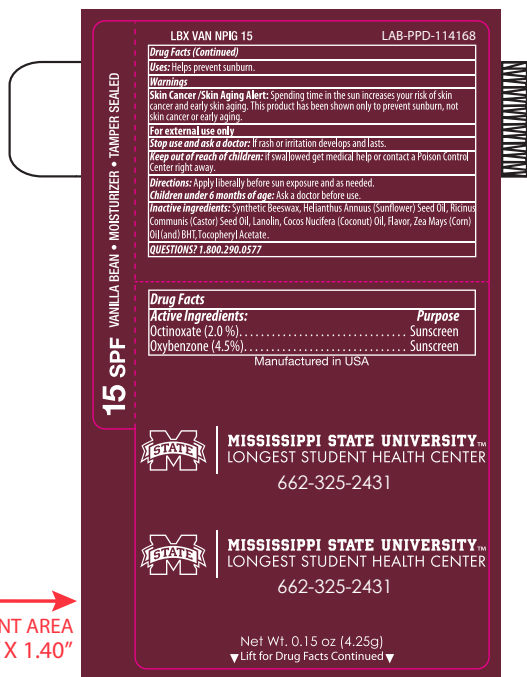 LBX VAN NPIG 15 LAB-PPD-114168
Drug Facts (Continued)
Uses: Helps prevent sunburn.
Warnings
Skin Cancer /Skin Aging Alert: Spending time in the sun increases your risk of skin
cancer and early skin aging. This product has been shown only to prevent sunburn, not
skin cancer or early aging.
For external use only
Stop use and ask a doctor: If rash or irritation develops and lasts.
Keep out of reach of children: if swallowed get medical help or contact a Poison Control
Center right away.
Directions: Apply liberally before sun exposure and as needed.
Children under 6 months of age: Ask a doctor before use.
Inactive ingredients: Synthetic Beeswax, Helianthus Annuus (Sunflower) Seed Oil, Ricinus
Communis (Castor) Seed Oil, Lanolin, Cocos Nucifera (Coconut) Oil, Flavor, Zea Mays (Corn)
Oil (and) BHT, Tocopheryl Acetate.
QUESTIONS? 1.800.290.0577
15 SPF VANILLA BEAN • MOISTURIZER • TAMPER SEALED
Drug Facts
Active Ingredients: Purpose
Octinoxate (2.0 %)............................. Sunscreen
Oxybenzone (4.5%)............................ Sunscreen
Manufactured in USA
STATE
MISSISSIPPI STATE UNIVERSITY™
LONGEST STUDENT HEALTH CENTER
662-325-2431
STATE
MISSISSIPPI STATE UNIVERSITY™
LONGEST STUDENT HEALTH CENTER
662-325-2431
NT AREA
X 1.40"
Net Wt. 0.15 oz (4.25g)
▼Lift for Drug Facts Continued▼